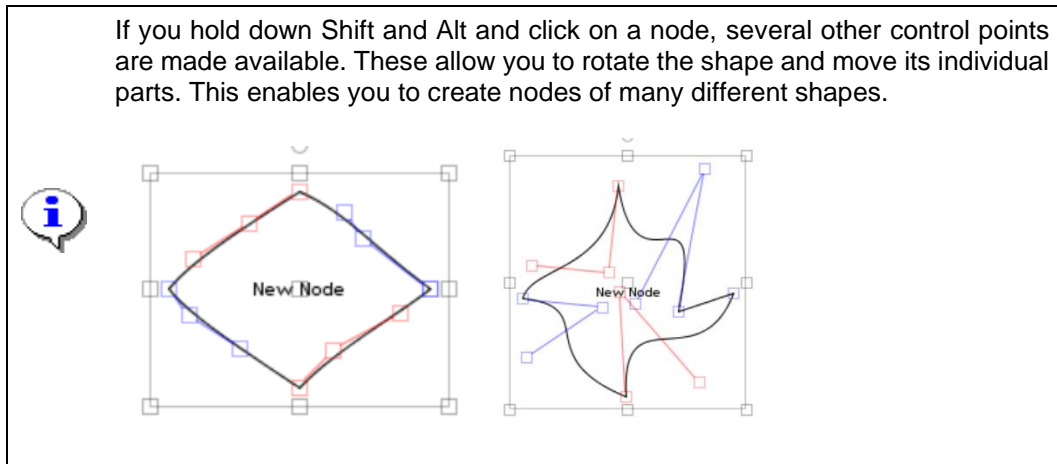 If you hold down Shift and Alt and click on a node, several other control points
are made available. These allow you to rotate the shape and move its individual
parts. This enables you to create nodes of many different shapes.
New Node
New Node